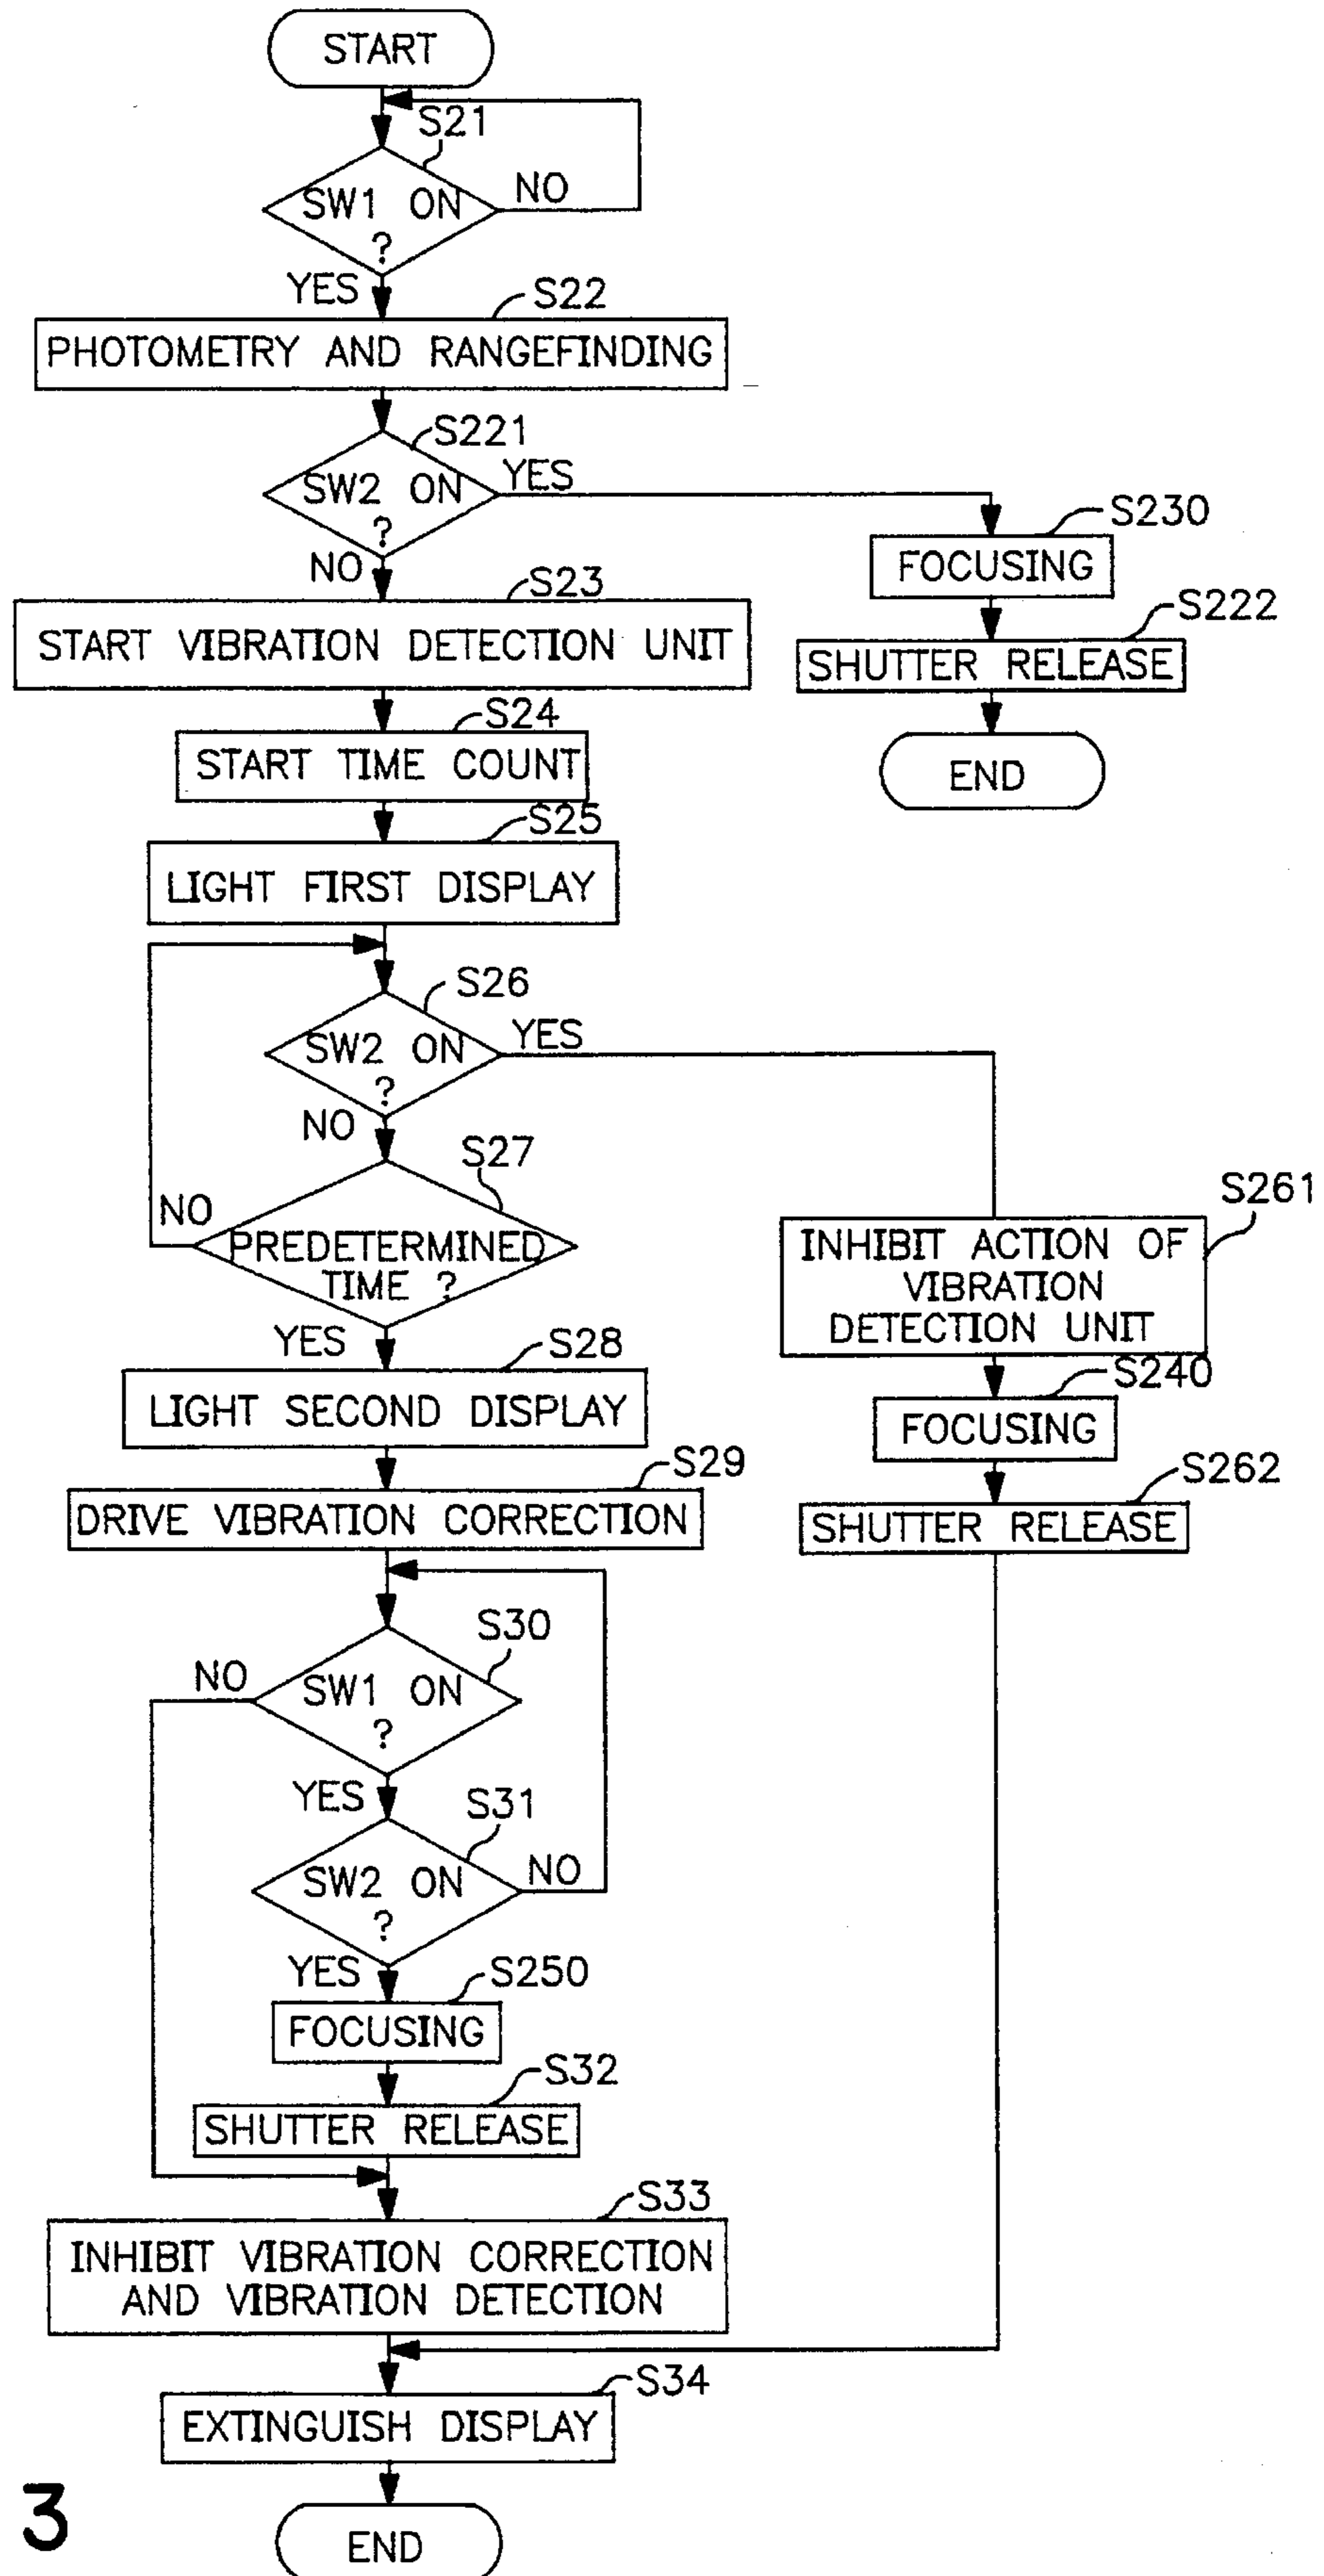 START
S21
SW1 ON
?
NO
YES
S22
PHOTOMETRY AND RANGEFINDING
S221
SW2 ON
?
YES
NO
S230
FOCUSING
S222
SHUTTER RELEASE
END
S23
START VIBRATION DETECTION UNIT
S24
START TIME COUNT
S25
LIGHT FIRST DISPLAY
S26
SW2 ON
?
YES
NO
S27
PREDETERMINED
TIME ?
NO
YES
S261
INHIBIT ACTION OF
VIBRATION
DETECTION UNIT
S240
FOCUSING
S262
SHUTTER RELEASE
S28
LIGHT SECOND DISPLAY
S29
DRIVE VIBRATION CORRECTION
S30
SW1 ON
?
NO
YES
S31
SW2 ON
?
NO
YES
S250
FOCUSING
S32
SHUTTER RELEASE
S33
INHIBIT VIBRATION CORRECTION
AND VIBRATION DETECTION
S34
EXTINGUISH DISPLAY
END
3